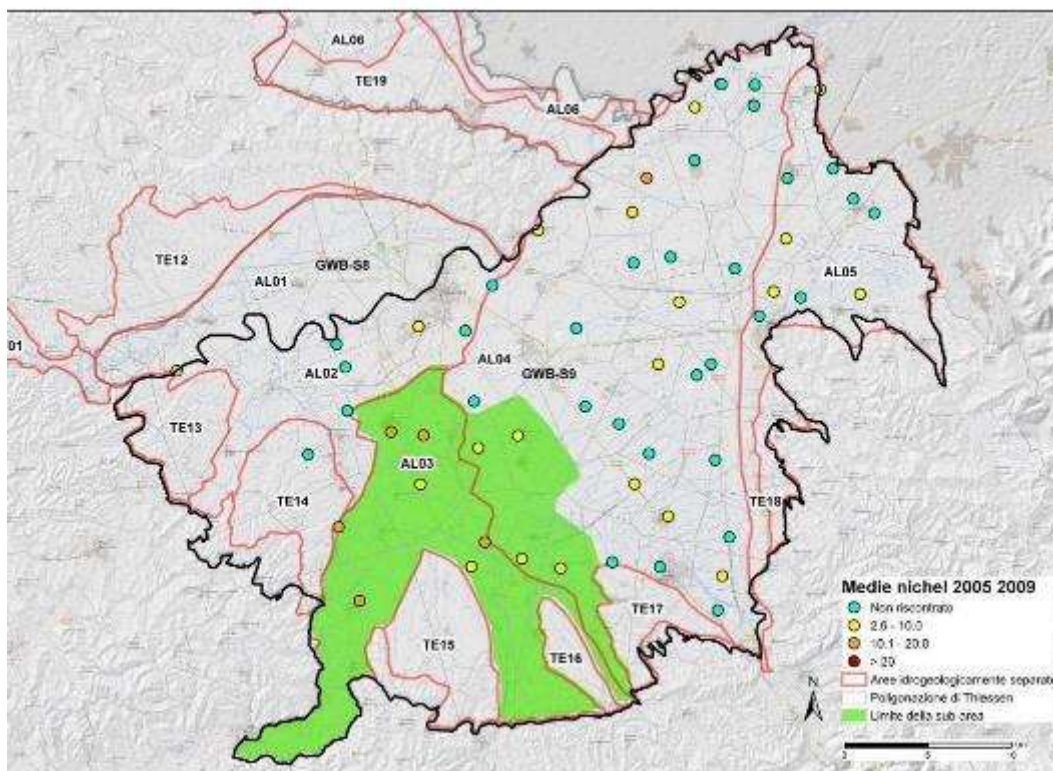 AL06
TE19
AL06
TE12
GWB-S8
AL01
AL05
01
AL02
AL04
GWB-S9
TE13
AL03
TE14
TE18
TE15
TE16
TE17
Medie nichel 2005 2009
Non riscontrato
2.6 - 10.0
10.1 - 20.0
> 20
Aree idrogeologicamente separate
Poligonazione di Thiessen
Limite della sub area
N